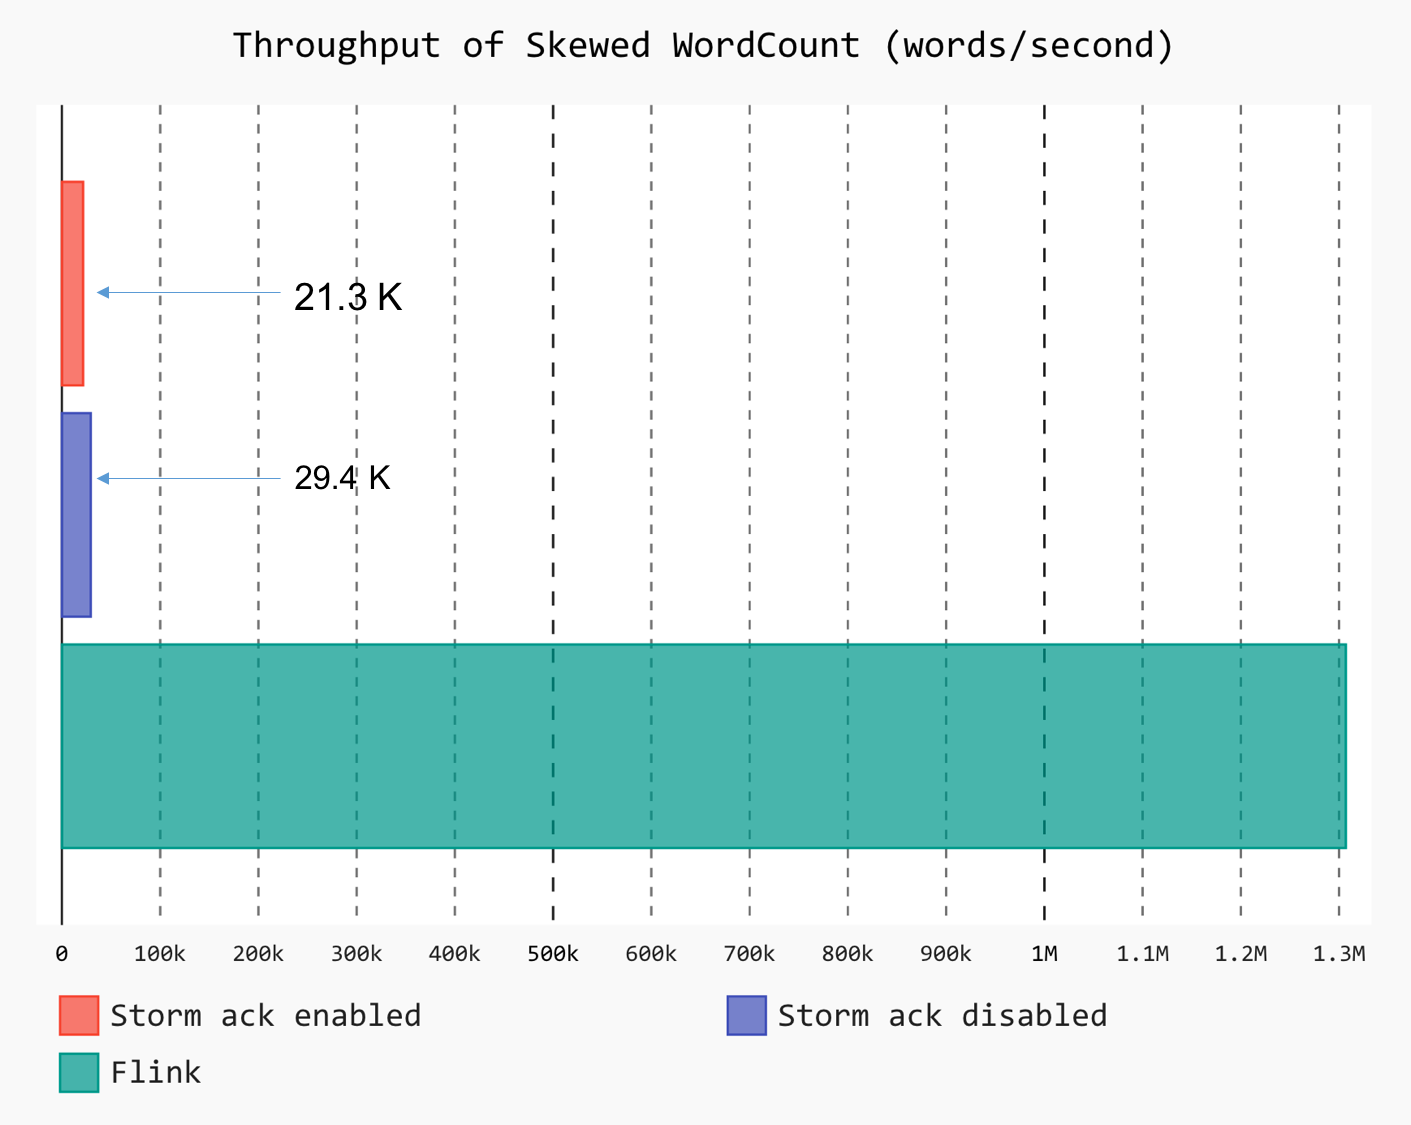 Throughput of Skewed WordCount (words/second)
21.3 K
29.4 K
0 100k 200k 300k 400k 500k 600k 700k 800k 900k 1M 1.1M 1.2M 1.3M
Storm ack enabled Storm ack disabled
Flink